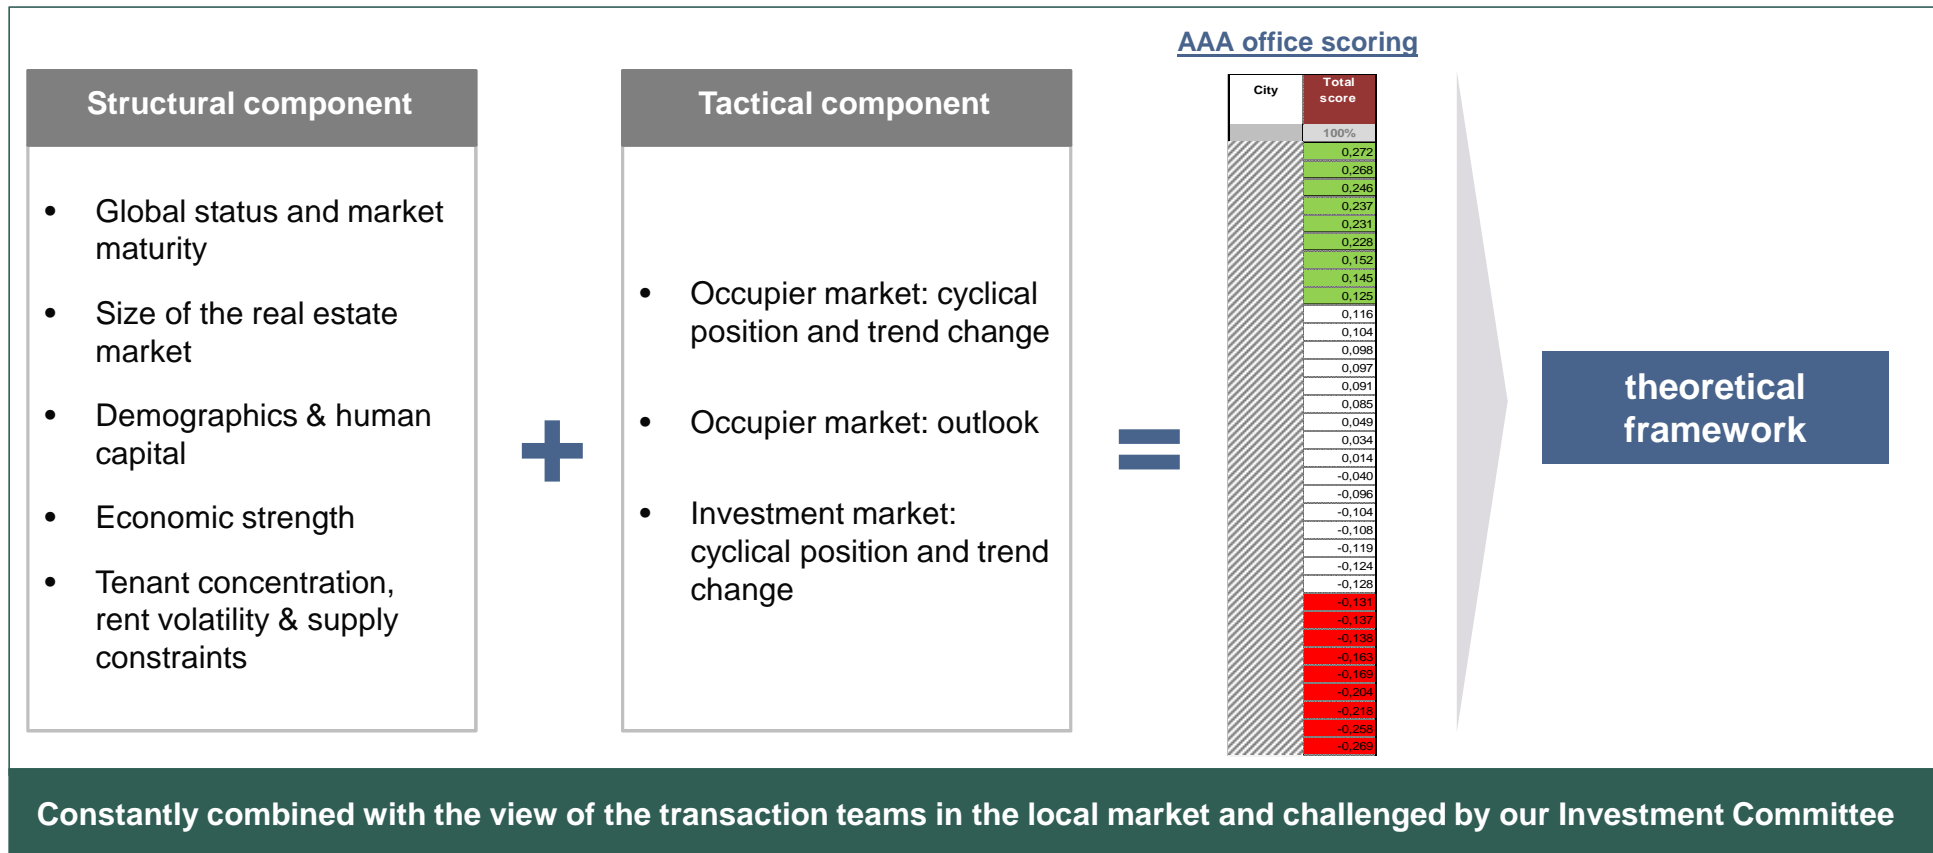 AAA office scoring
Structural component
• Global status and market
maturity
• Size of the real estate
market
• Demographics & human
capital
• Economic strength
• Tenant concentration,
rent volatility & supply
constraints
+
Tactical component
• Occupier market: cyclical
position and trend change
• Occupier market: outlook
• Investment market:
cyclical position and trend
change
=
City
Total
score
100%
0,272
0,268
0,246
0,237
0,231
0,228
0,152
0,145
0,125
0,116
0,104
0,098
0,097
0,091
0,085
0,049
0,034
0,014
-0,040
-0,096
-0,104
-0,108
-0,119
-0,124
-0,128
-0,131
-0,137
-0,138
-0,163
-0,169
-0,204
-0,218
-0,258
-0,269
theoretical
framework
Constantly combined with the view of the transaction teams in the local market and challenged by our Investment Committee